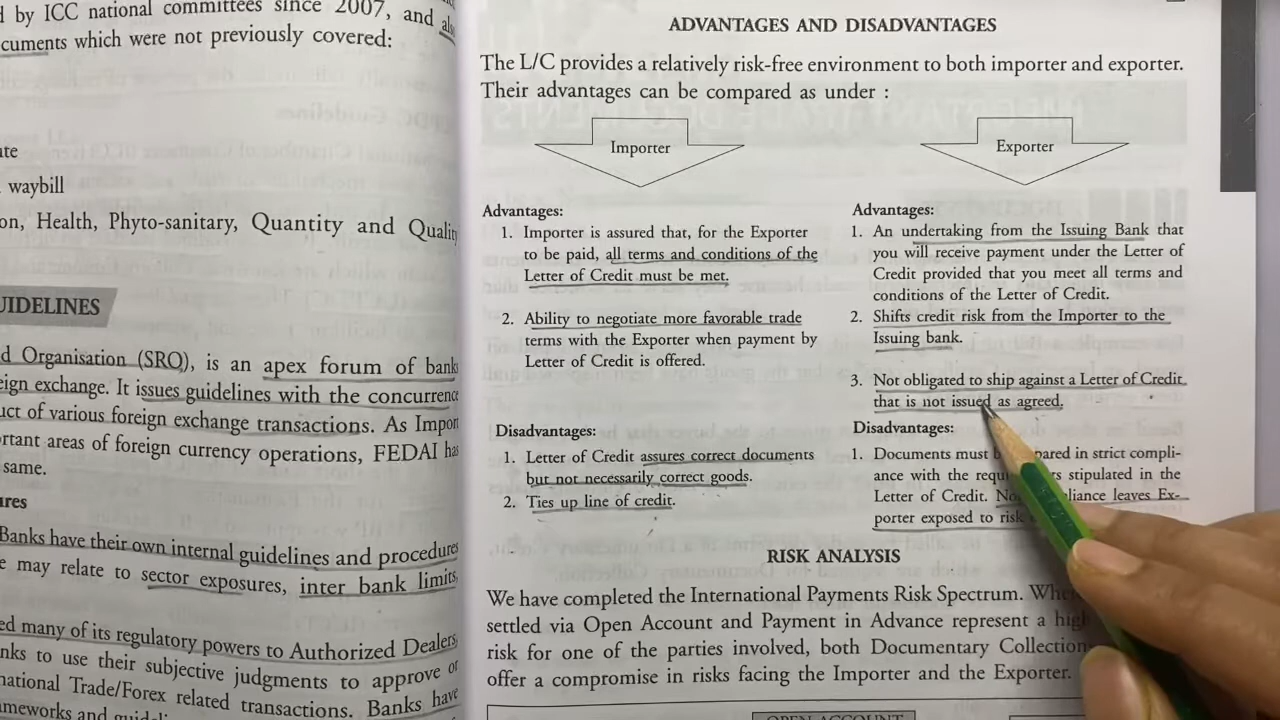 d by ICC national committees since 2007, and
cuments which were not previously covered:
waybill
on, Health, Phyto-sanitary, Quantity and
UIDELINES
d Organisation (SRO), is an apex forum of
eign exchange. It issues guidelines with the concurrence
uct of various foreign exchange transactions. As
rtant areas of foreign currency operations, FEDAI
same.
ures
Banks have their own internal guidelines and procedures
e may relate to sector exposures, inter bank limits,
ed many of its regulatory powers to Authorized Dealers,
nks to use their subjective judgments to approve or
national Trade/Forex related transactions. Banks have
ADVANTAGES AND DISADVANTAGES
The L/C provides a relatively risk-free environment to both importer and exporter.
Their advantages can be compared as under :
Importer
Advantages:
1. Importer is assured that, for the Exporter
to be paid, all terms and conditions of the
Letter of Credit must be met.
2. Ability to negotiate more favorable trade
terms with the Exporter when payment by
Letter of Credit is offered.
Disadvantages:
1. Letter of Credit assures correct documents
but not necessarily correct goods.
2. Ties up line of credit.
Exporter
Advantages:
1. An undertaking from the Issuing Bank that
you will receive payment under the Letter of
Credit provided that you meet all terms and
conditions of the Letter of Credit.
2. Shifts credit risk from the Importer to the
Issuing bank.
3. Not obligated to ship against a Letter of Credit
that is not issued as agreed.
Disadvantages:
1. Documents must pared in strict compli-
ance with the stipulated in the
Letter of Credit. leaves Ex-
porter exposed to risk
RISK ANALYSIS
We have completed the International Payments Risk Spectrum.
settled via Open Account and Payment in Advance represent a
risk for one of the parties involved, both Documentary Collection
offer a compromise in risks facing the Importer and the Exporter.
OPEN ACCOUNT